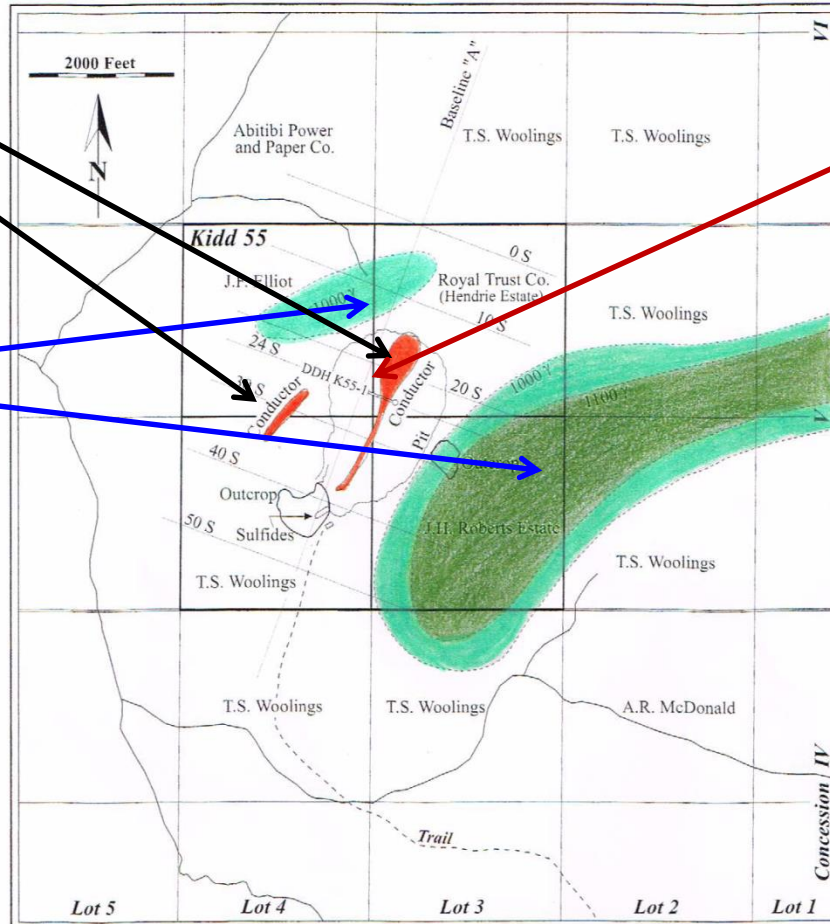 VI
2000 Feet
N
Baseline "A"
Abitibi Power
and Paper Co.
T.S. Woolings
T.S. Woolings
Kidd 55
0 S
J.P. Elliot
Royal Trust Co.
(Hendrie Estate)
1000 γ
10 S
T.S. Woolings
24 S
DDH K55-1
20 S
1000 γ
1100 γ
Conductor
Conductor
V
Pit
40 S
Outcrop
Sulfides
50 S
J.H. Roberts Estate
T.S. Woolings
T.S. Woolings
T.S. Woolings
T.S. Woolings
A.R. McDonald
Concession IV
Trail
Lot 5
Lot 4
Lot 3
Lot 2
Lot 1